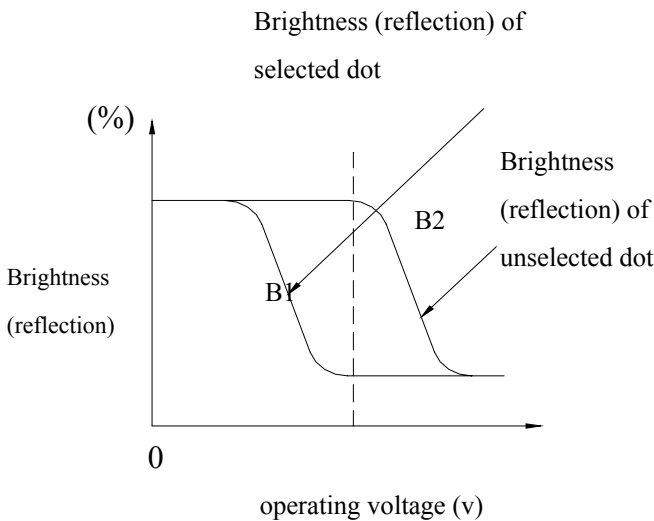 Brightness (reflection) of
selected dot
(%)
Brightness
(reflection) of
unselected dot
B2
B1
Brightness
(reflection)
0
operating voltage (v)